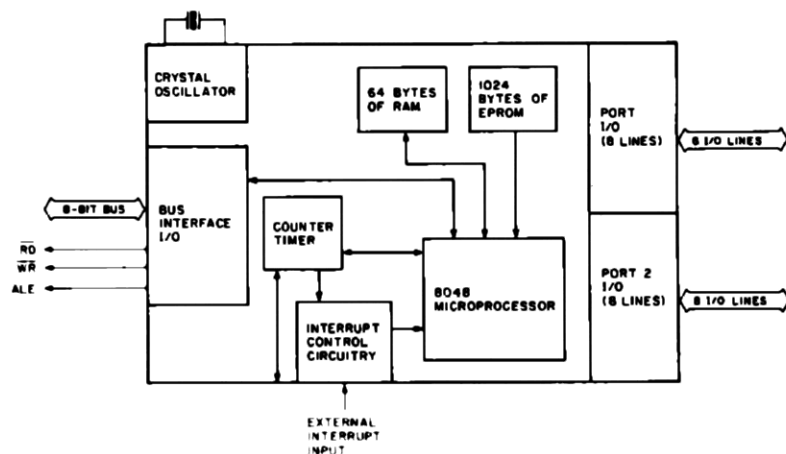 CRYSTAL
OSCILLATOR
64 BYTES
OF RAM
1024
BYTES OF
EPROM
PORT
I/O
(8 LINES)
8 I/O LINES
8-BIT BUS
BUS
INTERFACE
I/O
RD
WR
ALE
COUNTER
TIMER
8048
MICROPROCESSOR
PORT 2
I/O
(8 LINES)
8 I/O LINES
INTERRUPT
CONTROL
CIRCUITRY
EXTERNAL
INTERRUPT
INPUT